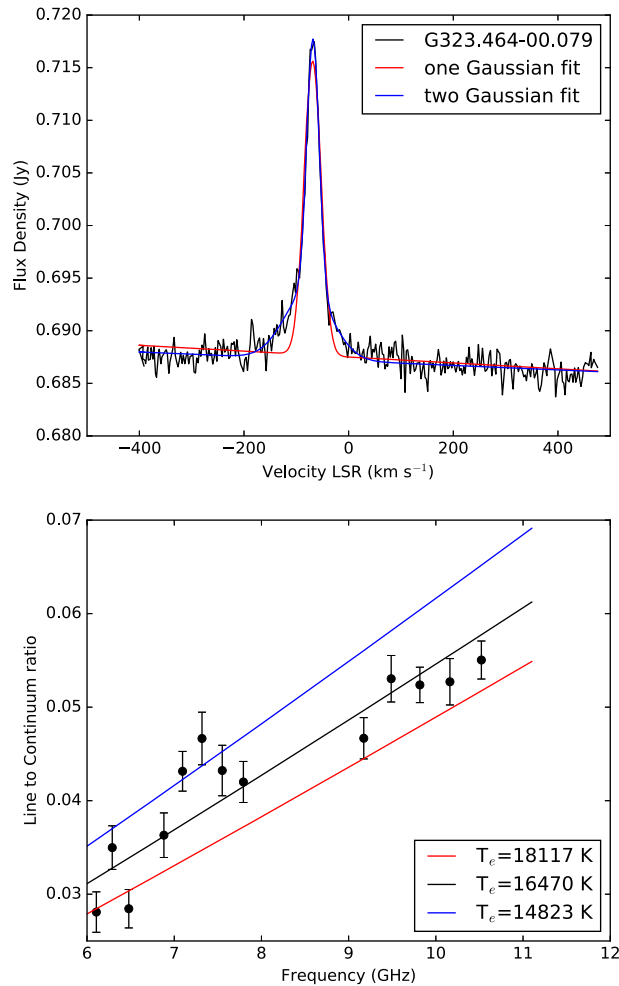 0.720
0.715
0.710
0.705
0.700
0.695
0.690
0.685
0.680
Flux Density (Jy)
G323.464-00.079
one Gaussian fit
two Gaussian fit
−400 −200 0 200 400
Velocity LSR (km s⁻¹)
0.07
0.06
0.05
0.04
0.03
Line to Continuum ratio
Tₑ=18117 K
Tₑ=16470 K
Tₑ=14823 K
6 7 8 9 10 11 12
Frequency (GHz)